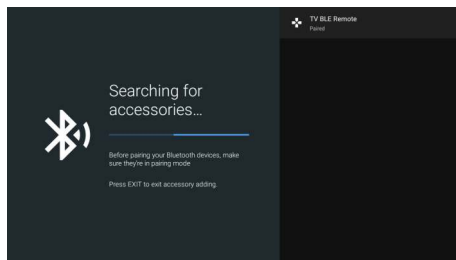 Searching for
accessories…
Before pairing your Bluetooth devices, make
sure they're in pairing mode
Press EXIT to exit accessory adding.
TV BLE Remote
Paired